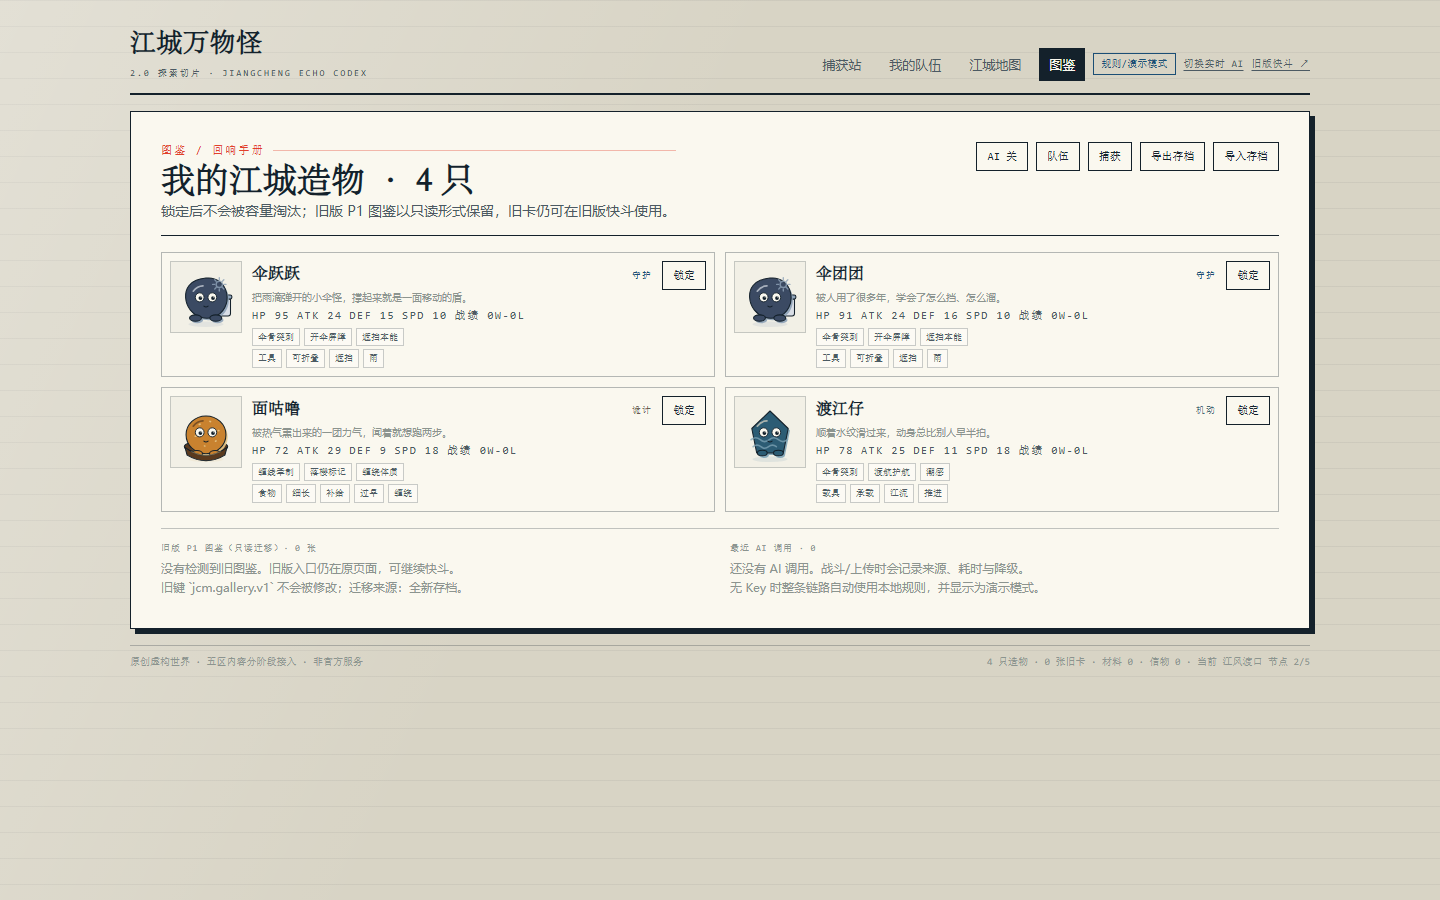 江城万物怪
2.0 探索切片 · JIANGCHENG ECHO CODEX
捕获站 我的队伍 江城地图 图鉴 规则/演示模式 切换实时 AI 旧版快斗 ↗
图鉴 / 回响手册
我的江城造物 · 4 只
锁定后不会被容量淘汰；旧版 P1 图鉴以只读形式保留，旧卡仍可在旧版快斗使用。
AI 关 队伍 捕获 导出存档 导入存档
伞跃跃 守护 锁定
把雨滴弹开的小伞怪，撑起来就是一面移动的盾。
HP 95 ATK 24 DEF 15 SPD 10 战绩 0W-0L
伞骨突刺 开伞屏障 遮挡本能
工具 可折叠 遮挡 雨
伞团团 守护 锁定
被人用了很多年，学会了怎么挡、怎么溜。
HP 91 ATK 24 DEF 16 SPD 10 战绩 0W-0L
伞骨突刺 开伞屏障 遮挡本能
工具 可折叠 遮挡 雨
面咕噜 诡计 锁定
被热气熏出来的一团力气，闻着就想跑两步。
HP 72 ATK 29 DEF 9 SPD 18 战绩 0W-0L
缠线牵制 落樱标记 缠绕体质
食物 细长 补给 过早 缠绕
渡江仔 机动 锁定
顺着水纹滑过来，动身总比别人早半拍。
HP 78 ATK 25 DEF 11 SPD 18 战绩 0W-0L
伞骨突刺 渡航护航 潮感
载具 承载 江流 推进
旧版 P1 图鉴（只读迁移）· 0 张
没有检测到旧图鉴。旧版入口仍在原页面，可继续快斗。
旧键 `jcm.gallery.v1` 不会被修改；迁移来源：全新存档。
最近 AI 调用 · 0
还没有 AI 调用。战斗/上传时会记录来源、耗时与降级。
无 Key 时整条链路自动使用本地规则，并显示为演示模式。
原创虚构世界 · 五区内容分阶段接入 · 非官方服务
4 只造物 · 0 张旧卡 · 材料 0 · 信物 0 · 当前 江风渡口 节点 2/5